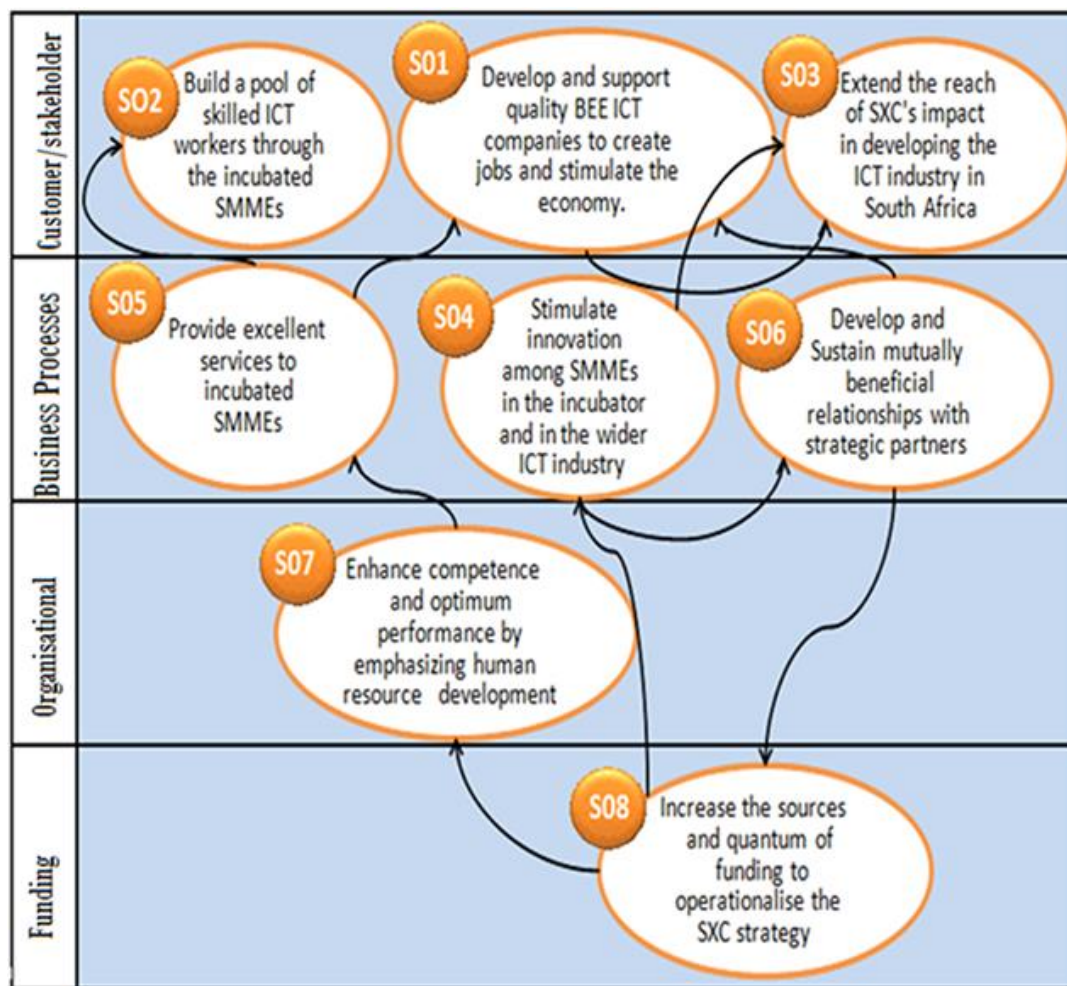 Customer/stakeholder
SO2
Build a pool of
skilled ICT
workers through
the incubated
SMMEs
S01
Develop and support
quality BEE ICT
companies to create
jobs and stimulate the
economy.
S03
Extend the reach
of SXC's impact
in developing the
ICT industry in
South Africa
Business Processes
S05
Provide excellent
services to
incubated
SMMEs
S04
Stimulate
innovation
among SMMEs
in the incubator
and in the wider
ICT industry
S06
Develop and
Sustain mutually
beneficial
relationships with
strategic partners
Organisational
S07
Enhance competence
and optimum
performance by
emphasizing human
resource development
Funding
S08
Increase the sources
and quantum of
funding to
operationalise the
SXC strategy